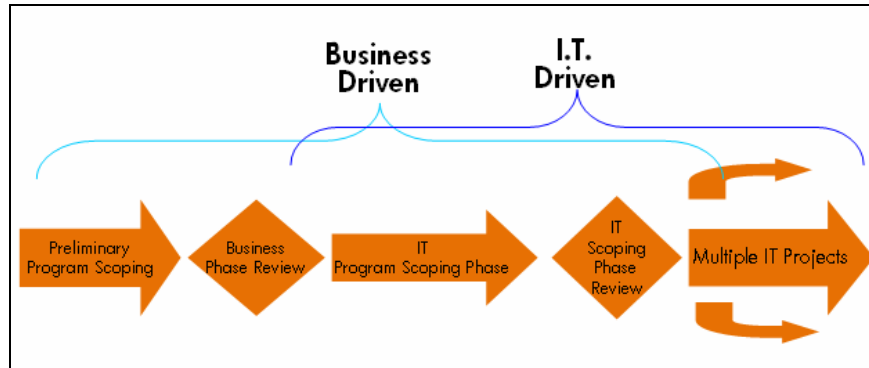 Business
Driven
I.T.
Driven
Preliminary
Program Scoping
Business
Phase Review
IT
Program Scoping Phase
IT
Scoping
Phase
Review
Multiple IT Projects